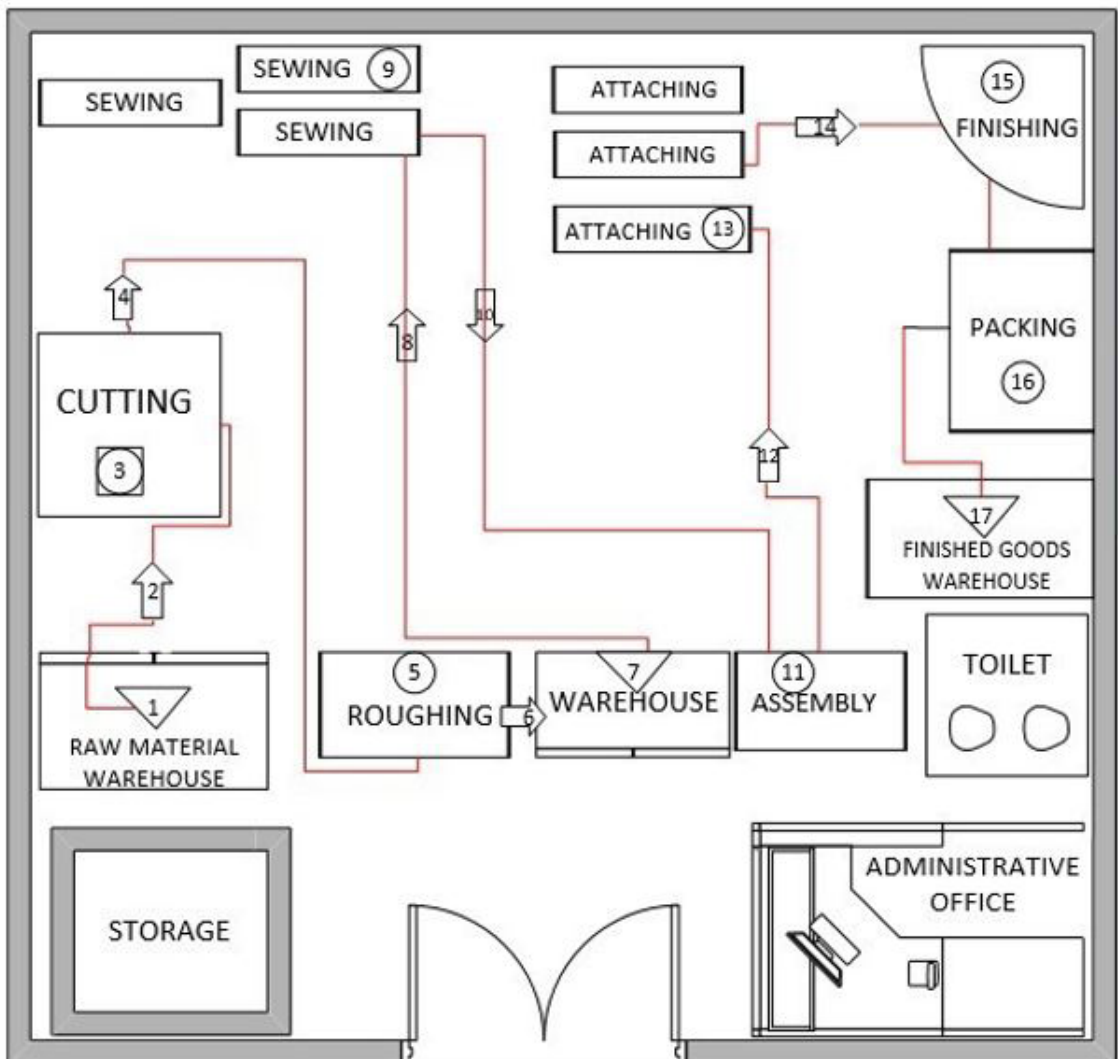 SEWING
SEWING 9
SEWING
ATTACHING
ATTACHING
ATTACHING 13
14
15
FINISHING
4
8
10
12
CUTTING
3
PACKING
16
2
17
FINISHED GOODS
WAREHOUSE
1
RAW MATERIAL
WAREHOUSE
5
ROUGHING
6
7
WAREHOUSE
11
ASSEMBLY
TOILET
STORAGE
ADMINISTRATIVE
OFFICE